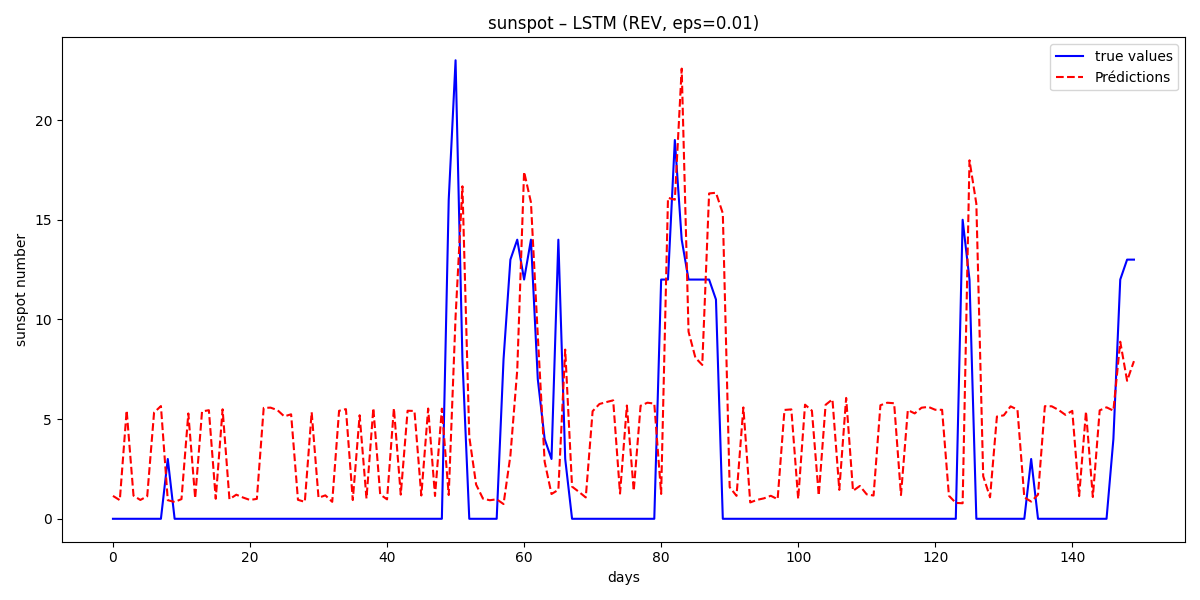 sunspot – LSTM (REV, eps=0.01)
true values
Prédictions
sunspot number
20
15
10
5
0
0 20 40 60 80 100 120 140
days